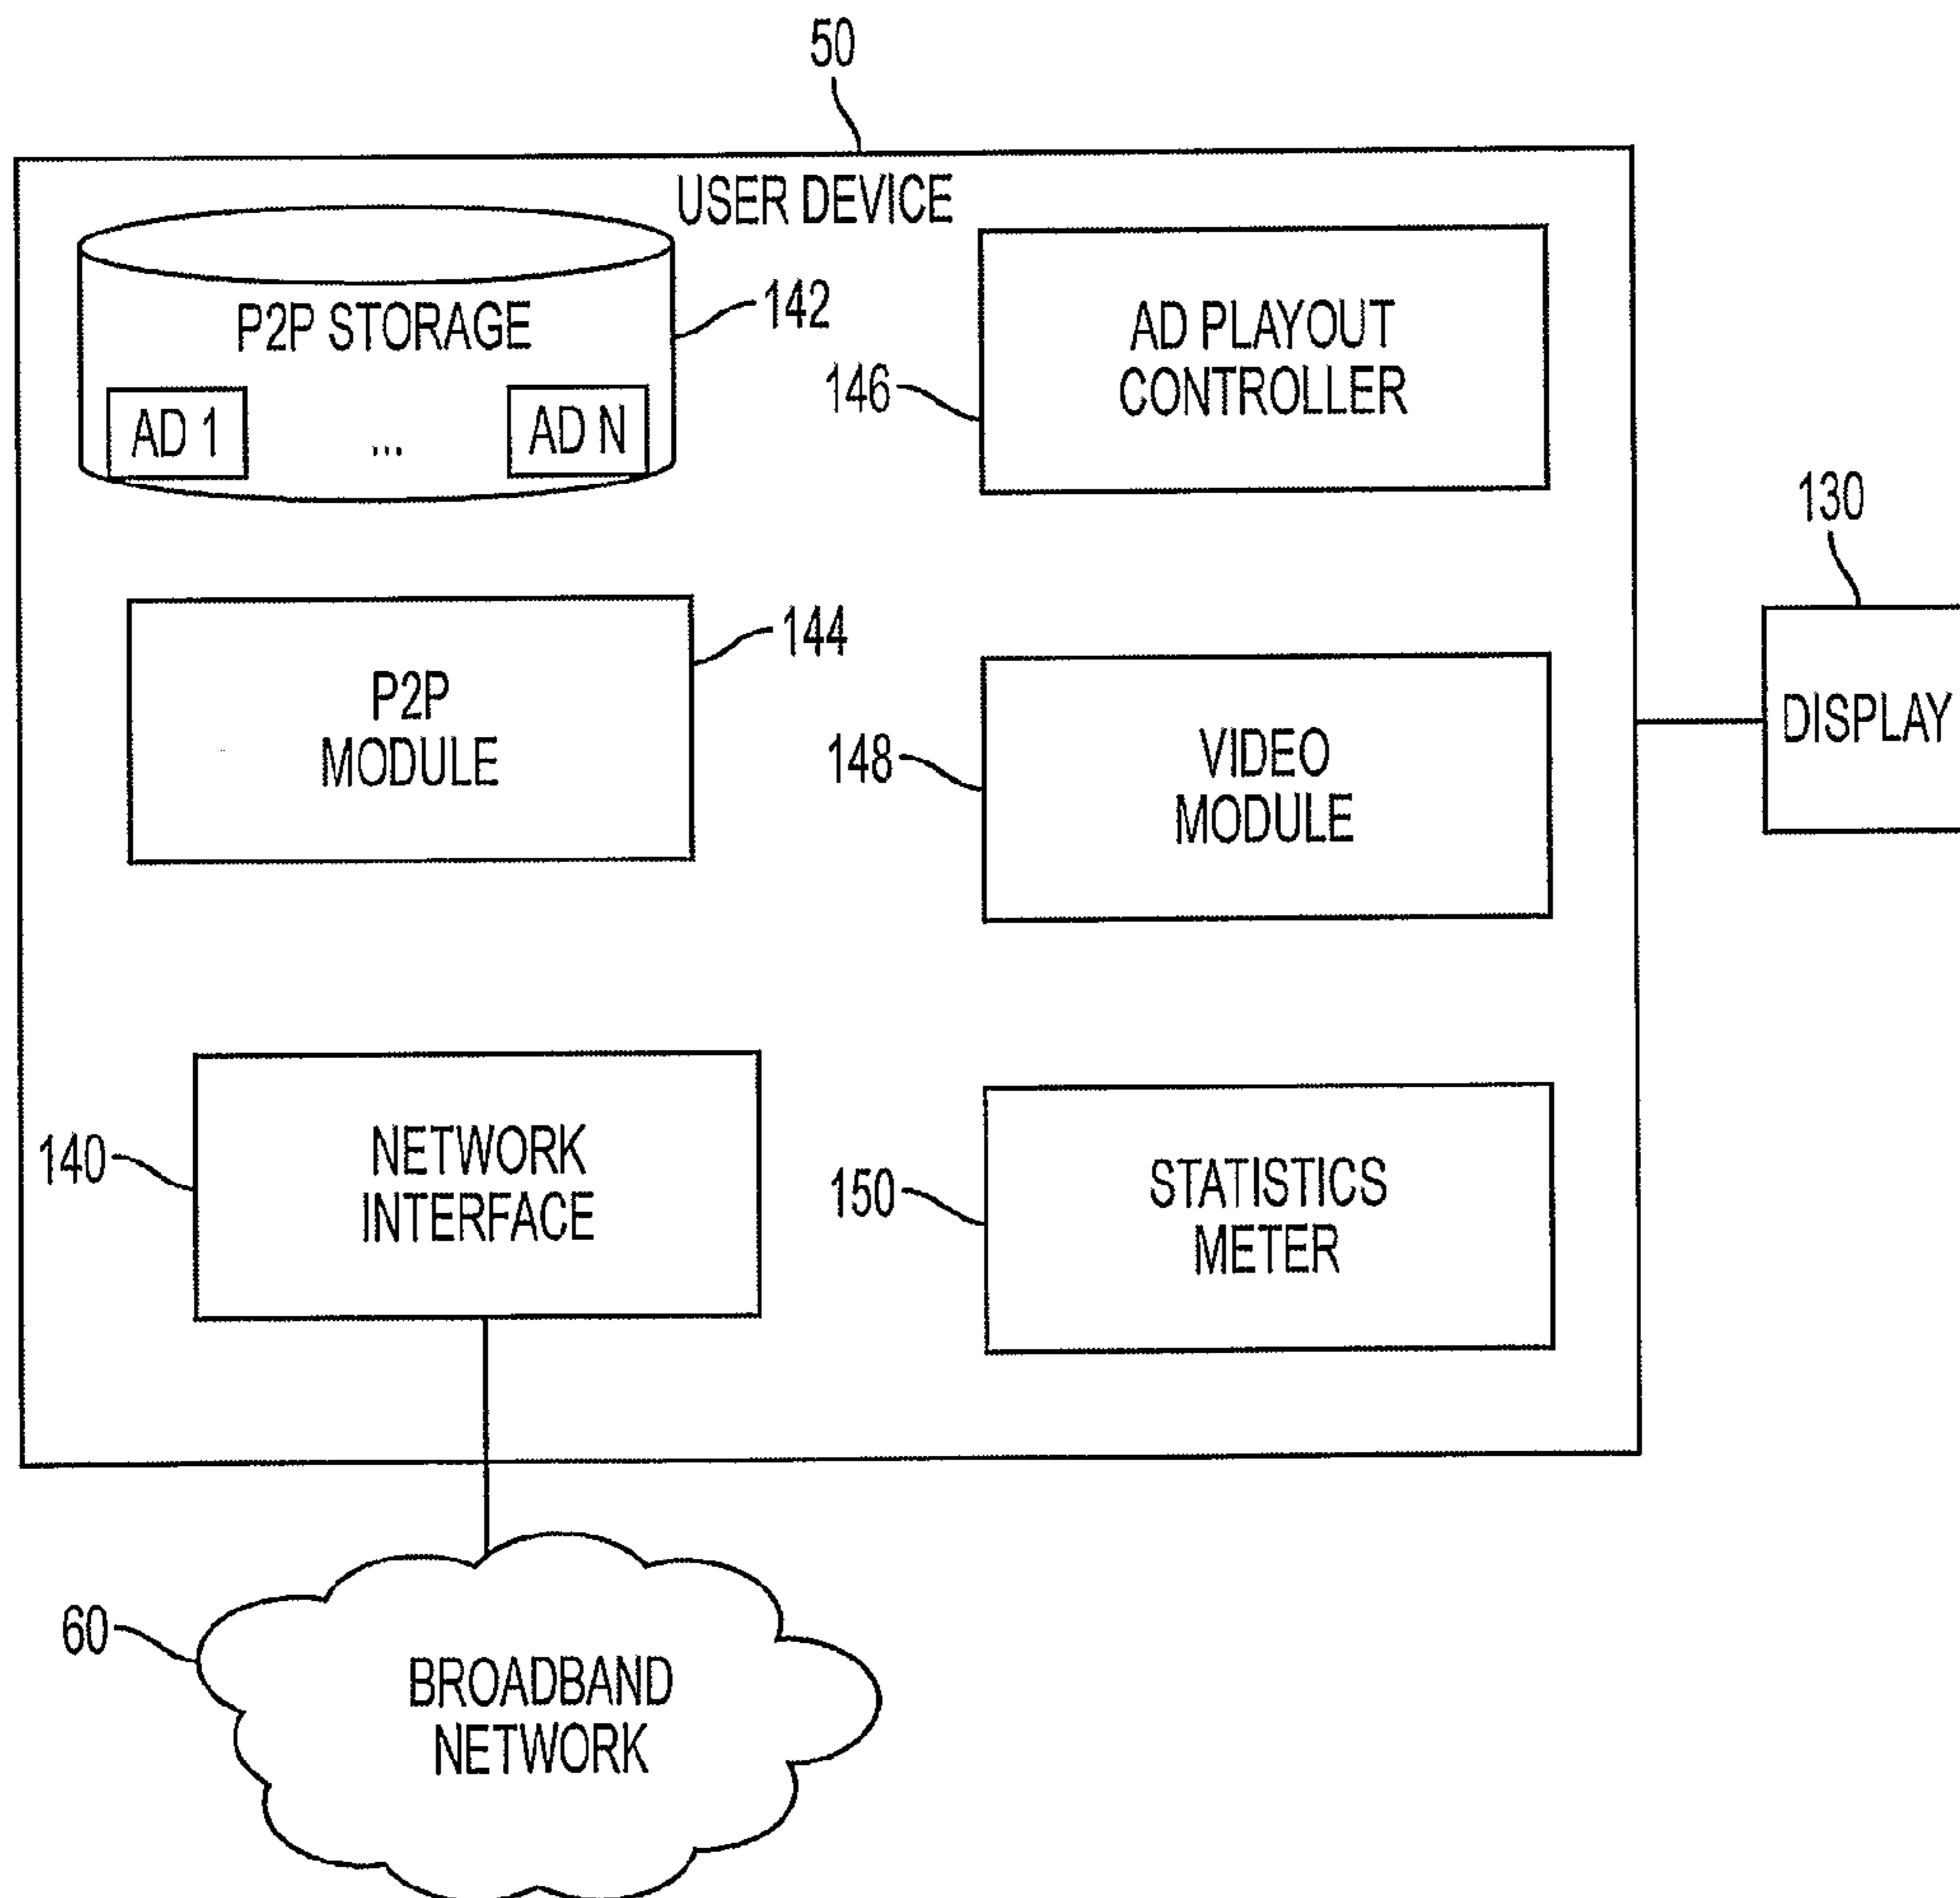 50
USER DEVICE
P2P STORAGE
142
AD 1
...
AD N
AD PLAYOUT
CONTROLLER
146
130
DISPLAY
P2P
MODULE
144
VIDEO
MODULE
148
NETWORK
INTERFACE
140
STATISTICS
METER
150
60
BROADBAND
NETWORK